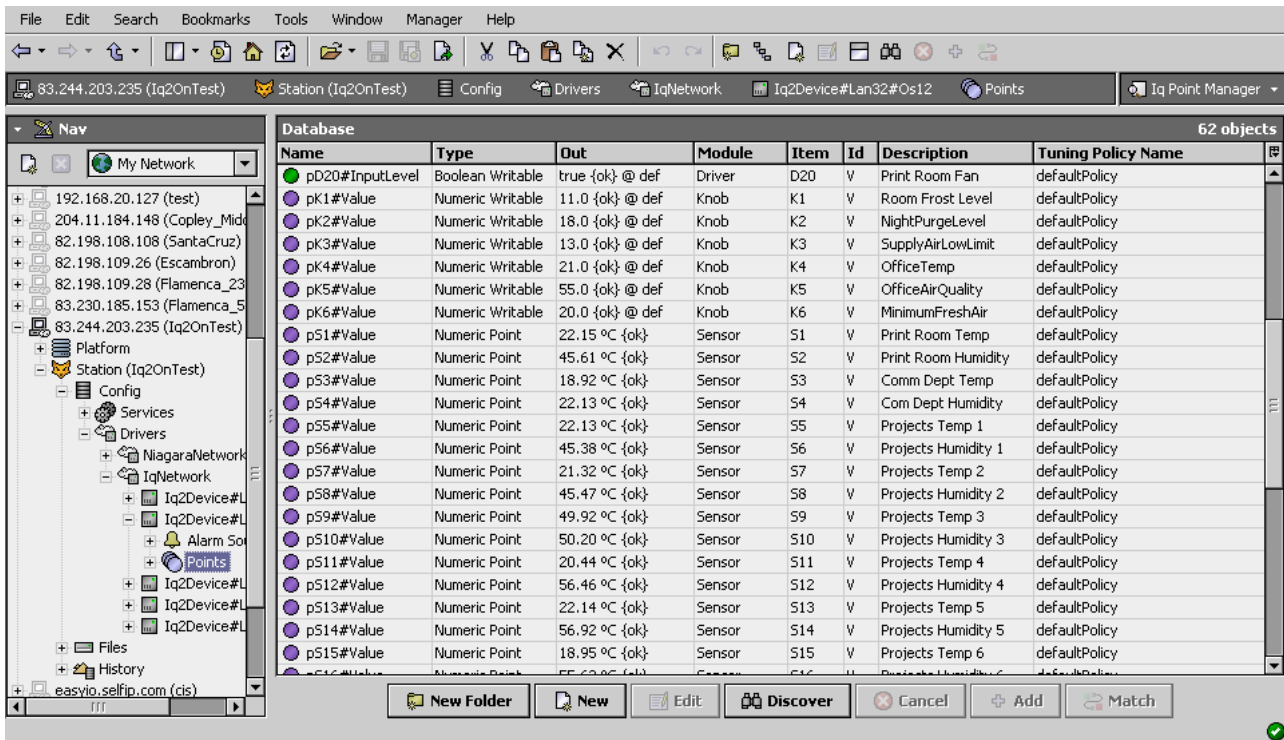 File Edit Search Bookmarks Tools Window Manager Help
83.244.203.235 (Iq2OnTest) Station (Iq2OnTest) Config Drivers IqNetwork Iq2Device#Lan32#Os12 Points Iq Point Manager
Nav
My Network
192.168.20.127 (test)
204.11.184.148 (Copley_Midd
82.198.108.108 (SantaCruz)
82.198.109.26 (Escambron)
82.198.109.28 (Flamenca_23
83.230.185.153 (Flamenca_5
83.244.203.235 (Iq2OnTest)
Platform
Station (Iq2OnTest)
Config
Services
Drivers
NiagaraNetwork
IqNetwork
Iq2Device#L
Iq2Device#L
Alarm Sou
Points
Iq2Device#L
Iq2Device#L
Iq2Device#L
Files
History
easyio.selfip.com (cis)
Database 62 objects
Name Type Out Module Item Id Description Tuning Policy Name
pD20#InputLevel Boolean Writable true {ok} @ def Driver D20 V Print Room Fan defaultPolicy
pK1#Value Numeric Writable 11.0 {ok} @ def Knob K1 V Room Frost Level defaultPolicy
pK2#Value Numeric Writable 18.0 {ok} @ def Knob K2 V NightPurgeLevel defaultPolicy
pK3#Value Numeric Writable 13.0 {ok} @ def Knob K3 V SupplyAirLowLimit defaultPolicy
pK4#Value Numeric Writable 21.0 {ok} @ def Knob K4 V OfficeTemp defaultPolicy
pK5#Value Numeric Writable 55.0 {ok} @ def Knob K5 V OfficeAirQuality defaultPolicy
pK6#Value Numeric Writable 20.0 {ok} @ def Knob K6 V MinimumFreshAir defaultPolicy
pS1#Value Numeric Point 22.15 ºC {ok} Sensor S1 V Print Room Temp defaultPolicy
pS2#Value Numeric Point 45.61 ºC {ok} Sensor S2 V Print Room Humidity defaultPolicy
pS3#Value Numeric Point 18.92 ºC {ok} Sensor S3 V Comm Dept Temp defaultPolicy
pS4#Value Numeric Point 22.13 ºC {ok} Sensor S4 V Com Dept Humidity defaultPolicy
pS5#Value Numeric Point 22.13 ºC {ok} Sensor S5 V Projects Temp 1 defaultPolicy
pS6#Value Numeric Point 45.38 ºC {ok} Sensor S6 V Projects Humidity 1 defaultPolicy
pS7#Value Numeric Point 21.32 ºC {ok} Sensor S7 V Projects Temp 2 defaultPolicy
pS8#Value Numeric Point 45.47 ºC {ok} Sensor S8 V Projects Humidity 2 defaultPolicy
pS9#Value Numeric Point 49.92 ºC {ok} Sensor S9 V Projects Temp 3 defaultPolicy
pS10#Value Numeric Point 50.20 ºC {ok} Sensor S10 V Projects Humidity 3 defaultPolicy
pS11#Value Numeric Point 20.44 ºC {ok} Sensor S11 V Projects Temp 4 defaultPolicy
pS12#Value Numeric Point 56.46 ºC {ok} Sensor S12 V Projects Humidity 4 defaultPolicy
pS13#Value Numeric Point 22.14 ºC {ok} Sensor S13 V Projects Temp 5 defaultPolicy
pS14#Value Numeric Point 56.92 ºC {ok} Sensor S14 V Projects Humidity 5 defaultPolicy
pS15#Value Numeric Point 18.95 ºC {ok} Sensor S15 V Projects Temp 6 defaultPolicy
New Folder New Edit Discover Cancel Add Match